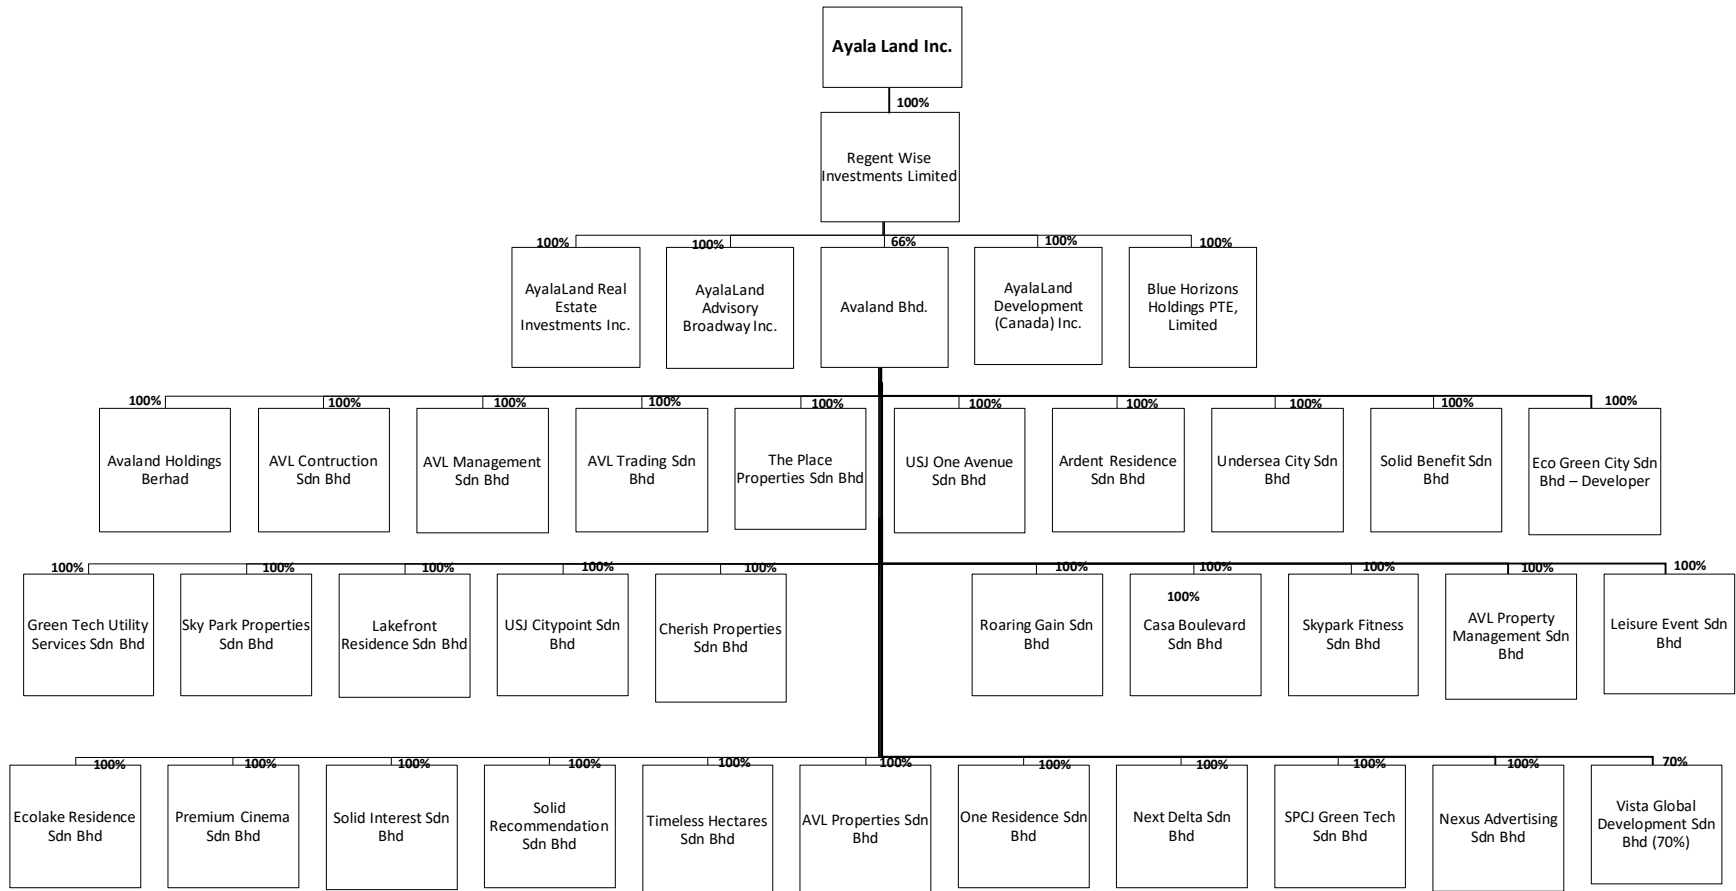 Ayala Land Inc.
100%
Regent Wise
Investments Limited
100%
100%
66%
100%
100%
AyalaLand Real
Estate
Investments Inc.
AyalaLand
Advisory
Broadway Inc.
Avaland Bhd.
AyalaLand
Development
(Canada) Inc.
Blue Horizons
Holdings PTE,
Limited
100%
100%
100%
100%
100%
100%
100%
100%
100%
100%
Avaland Holdings
Berhad
AVL Contruction
Sdn Bhd
AVL Management
Sdn Bhd
AVL Trading Sdn
Bhd
The Place
Properties Sdn Bhd
USJ One Avenue
Sdn Bhd
Ardent Residence
Sdn Bhd
Undersea City Sdn
Bhd
Solid Benefit Sdn
Bhd
Eco Green City Sdn
Bhd – Developer
100%
100%
100%
100%
100%
100%
100%
100%
100%
100%
Green Tech Utility
Services Sdn Bhd
Sky Park Properties
Sdn Bhd
Lakefront
Residence Sdn Bhd
USJ Citypoint Sdn
Bhd
Cherish Properties
Sdn Bhd
Roaring Gain Sdn
Bhd
100%
Casa Boulevard
Sdn Bhd
Skypark Fitness
Sdn Bhd
AVL Property
Management Sdn
Bhd
Leisure Event Sdn
Bhd
100%
100%
100%
100%
100%
100%
100%
100%
100%
100%
70%
Ecolake Residence
Sdn Bhd
Premium Cinema
Sdn Bhd
Solid Interest Sdn
Bhd
Solid
Recommendation
Sdn Bhd
Timeless Hectares
Sdn Bhd
AVL Properties Sdn
Bhd
One Residence Sdn
Bhd
Next Delta Sdn
Bhd
SPCJ Green Tech
Sdn Bhd
Nexus Advertising
Sdn Bhd
Vista Global
Development Sdn
Bhd (70%)